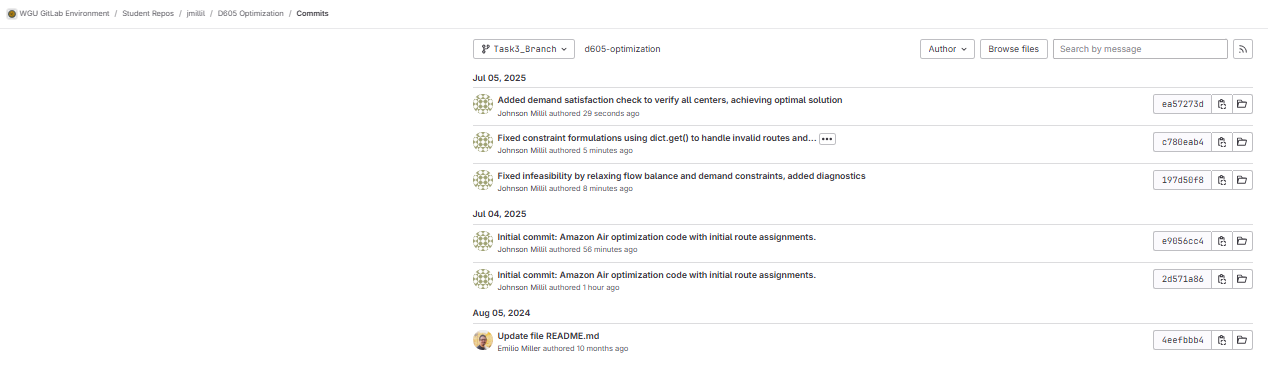 WGU GitLab Environment / Student Repos / jmillil / D605 Optimization / Commits
Task3_Branch d605-optimization Author Browse files Search by message
Jul 05, 2025
Added demand satisfaction check to verify all centers, achieving optimal solution
Johnson Millil authored 29 seconds ago
ea57273d
Fixed constraint formulations using dict.get() to handle invalid routes and... •••
Johnson Millil authored 5 minutes ago
c780eab4
Fixed infeasibility by relaxing flow balance and demand constraints, added diagnostics
Johnson Millil authored 8 minutes ago
197d50f8
Jul 04, 2025
Initial commit: Amazon Air optimization code with initial route assignments.
Johnson Millil authored 56 minutes ago
e9056cc4
Initial commit: Amazon Air optimization code with initial route assignments.
Johnson Millil authored 1 hour ago
2d571a86
Aug 05, 2024
Update file README.md
Emilio Miller authored 10 months ago
4eefbbb4